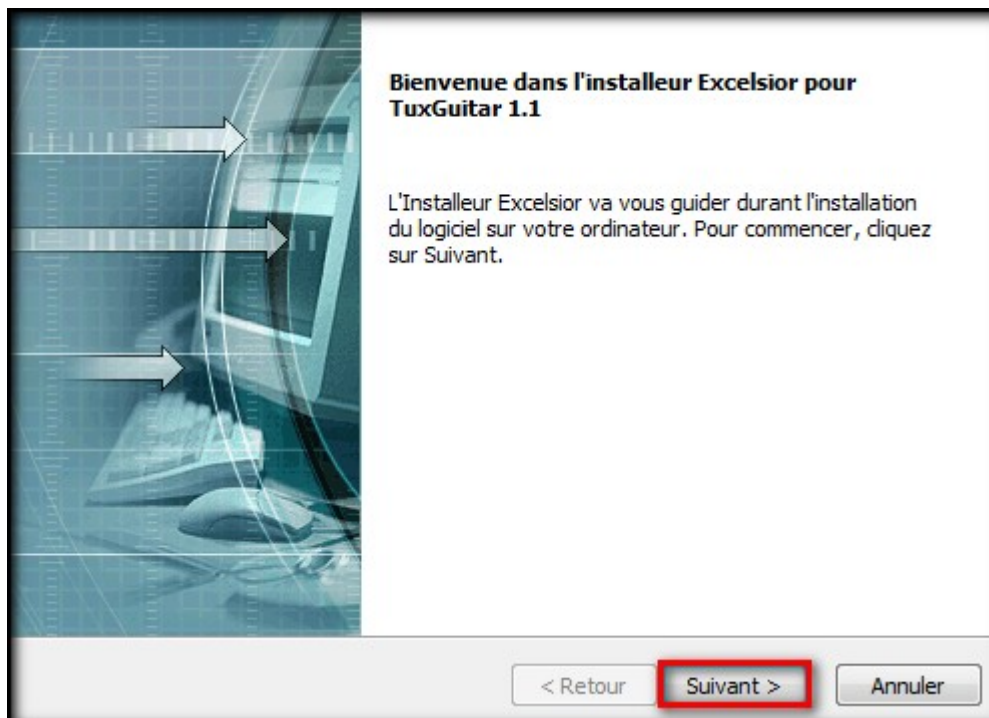 Bienvenue dans l'installeur Excelsior pour
TuxGuitar 1.1
L'Installeur Excelsior va vous guider durant l'installation
du logiciel sur votre ordinateur. Pour commencer, cliquez
sur Suivant.
< Retour
Suivant >
Annuler